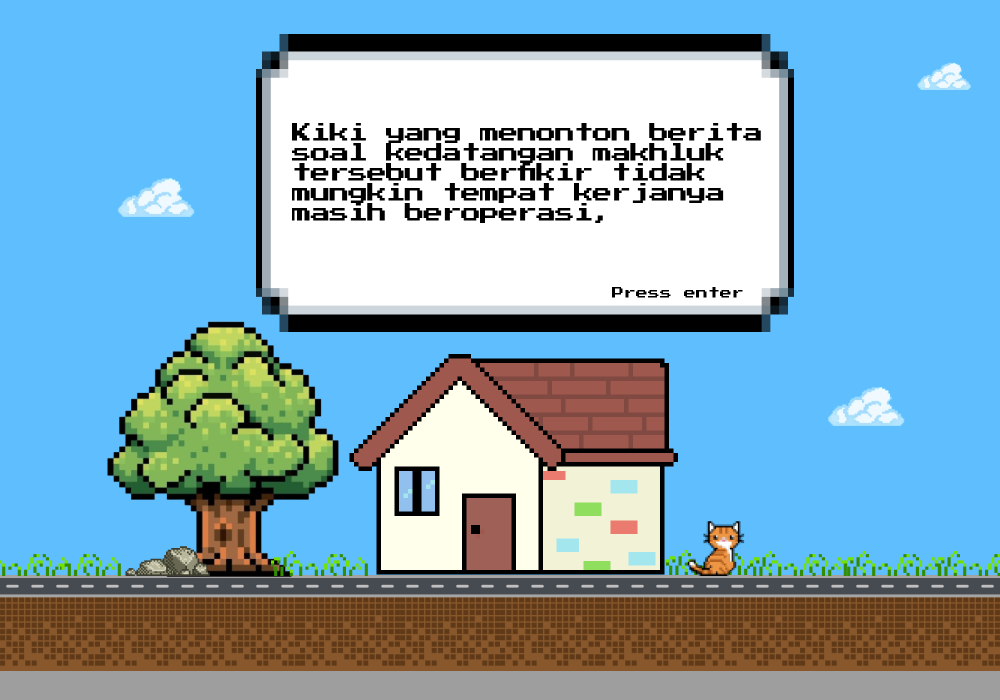 Kiki yang menonton berita
soal kedatangan makhluk
tersebut berfikir tidak
mungkin tempat kerjanya
masih beroperasi,
Press enter